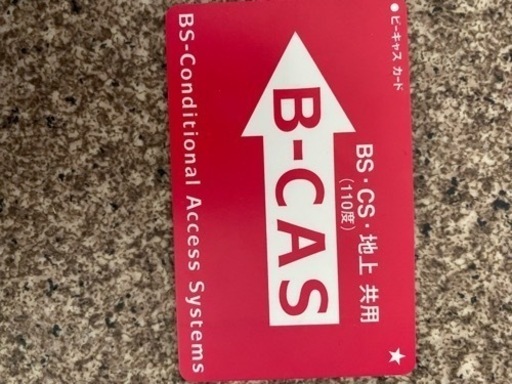 ● ビーキャス カード
BS・CS・地上 共用
(110度)
B-CAS
BS-Conditional Access Systems